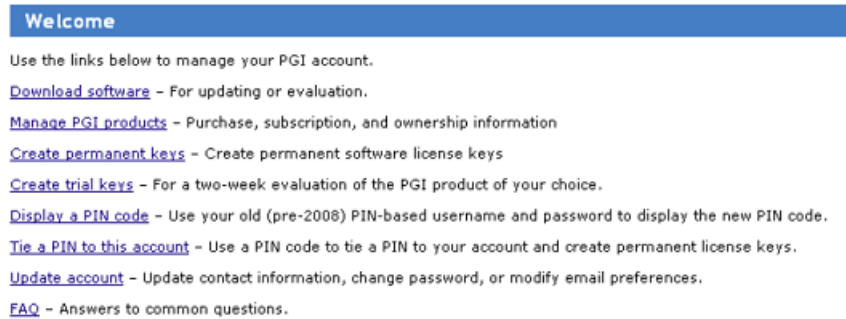 Welcome
Use the links below to manage your PGI account.
Download software – For updating or evaluation.
Manage PGI products – Purchase, subscription, and ownership information
Create permanent keys – Create permanent software license keys
Create trial keys – For a two-week evaluation of the PGI product of your choice.
Display a PIN code – Use your old (pre-2008) PIN-based username and password to display the new PIN code.
Tie a PIN to this account – Use a PIN code to tie a PIN to your account and create permanent license keys.
Update account – Update contact information, change password, or modify email preferences.
FAQ – Answers to common questions.